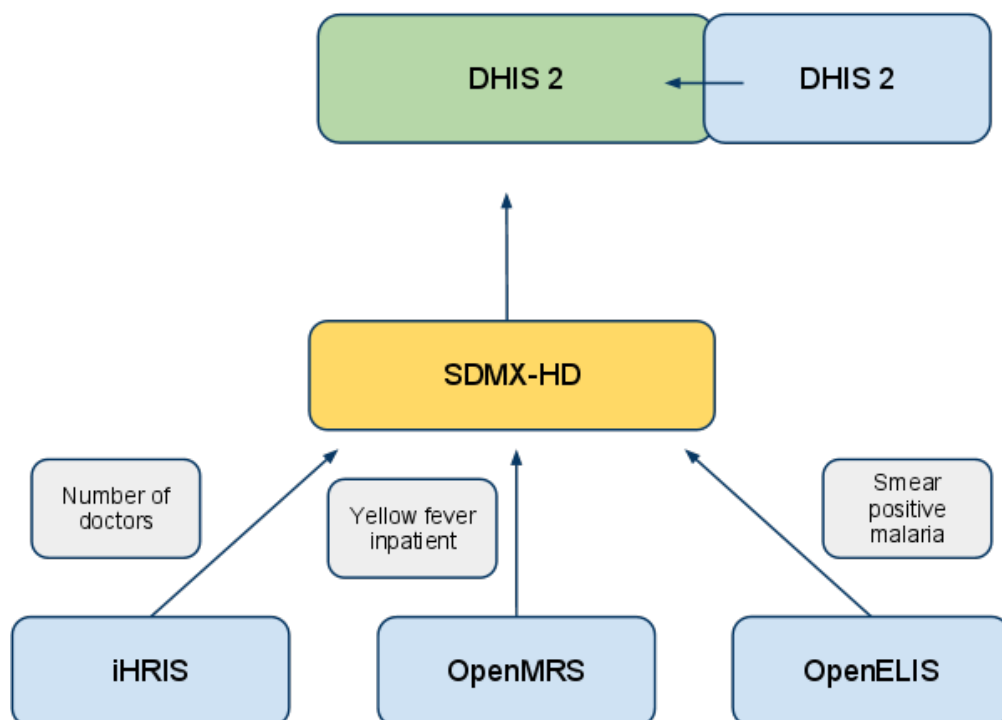 DHIS 2
DHIS 2
SDMX-HD
Number of
doctors
Yellow fever
inpatient
Smear
positive
malaria
iHRIS
OpenMRS
OpenELIS